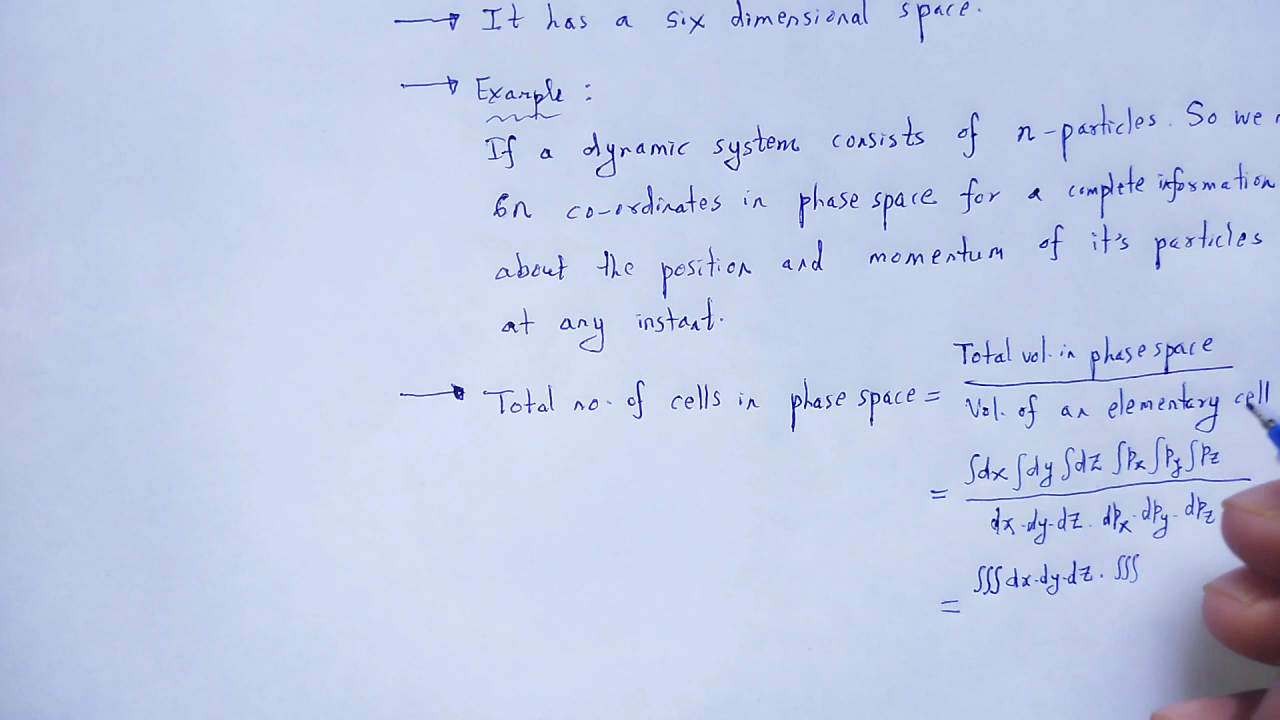 → It has a six dimensional space.
→ Example :
If a dynamic system consists of n-particles. So we
6n co-ordinates in phase space for a complete information
about the position and momentum of it's particles
at any instant.
→ Total no. of cells in phase space = Total vol. in phase space
Vol. of an elementary cell
= ∫dx ∫dy ∫dz ∫Px ∫Py ∫Pz
dx·dy·dz · dPx · dPy · dPz
= ∫∫∫ dx·dy·dz · ∫∫∫